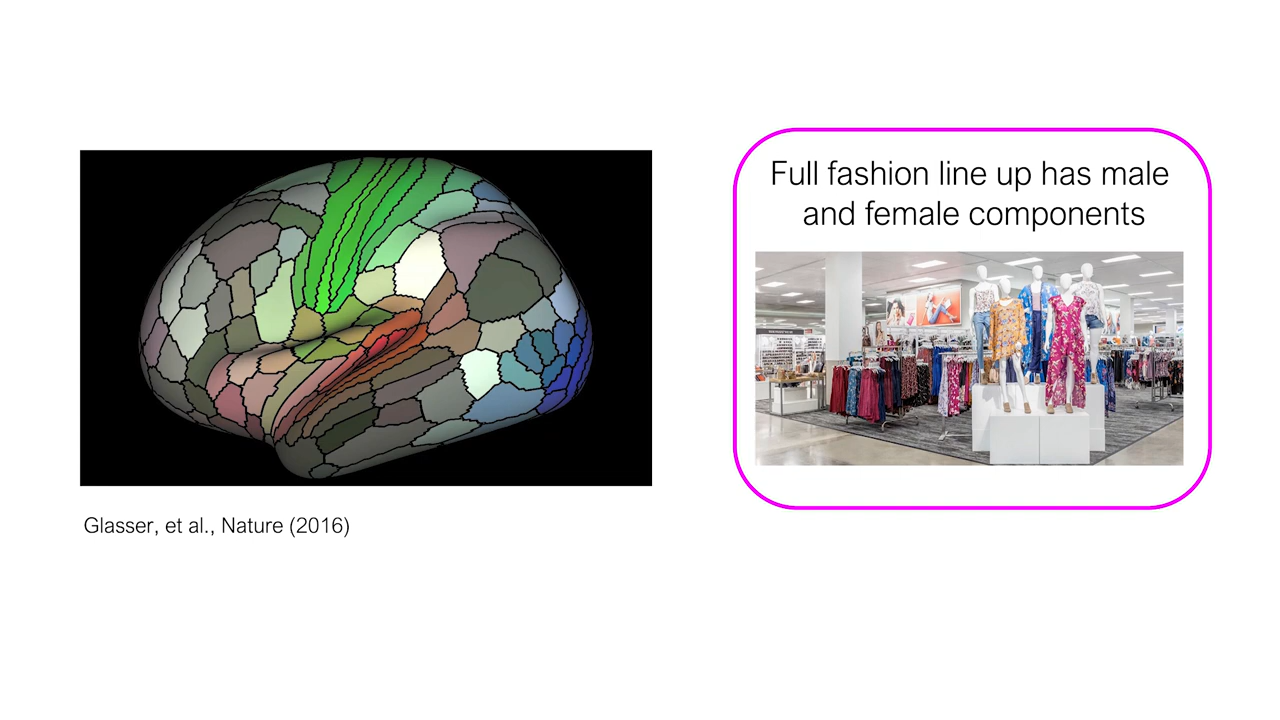 Full fashion line up has male
and female components
Glasser, et al., Nature (2016)